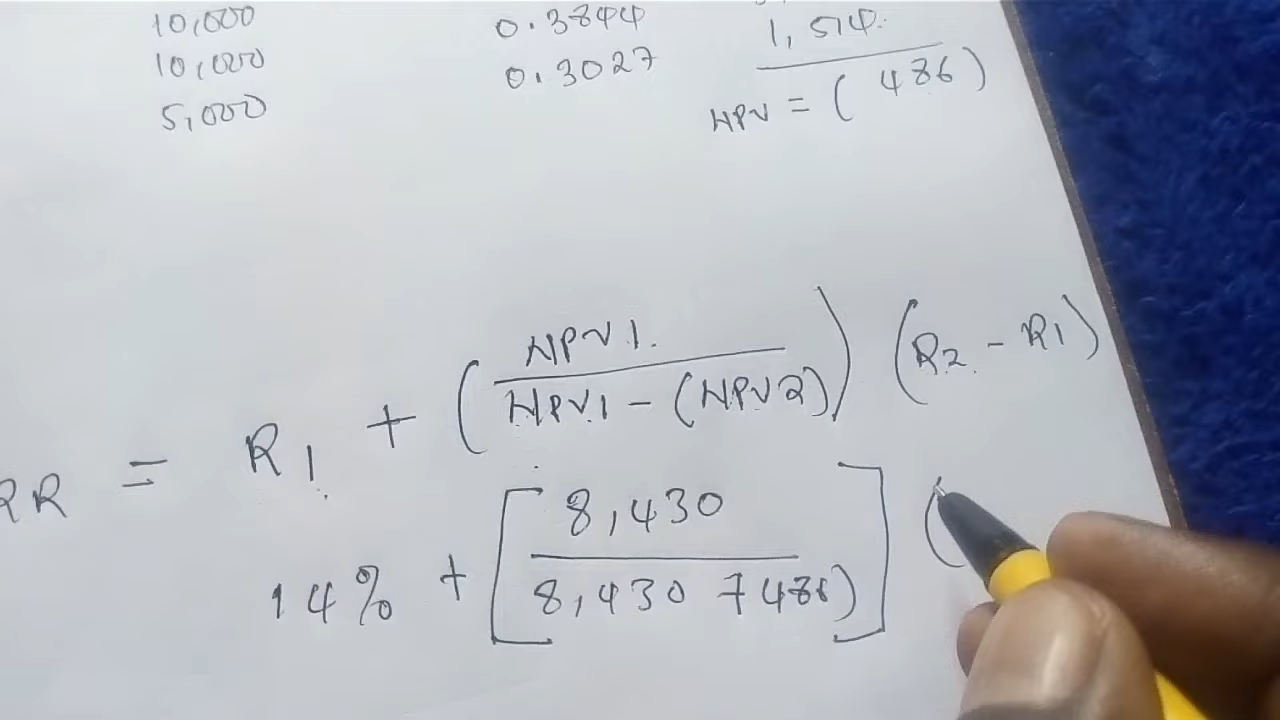 10,000 0.3844 1,514.
10,000 0.3027
5,000 NPV = ( 486 )
RR = R1 + ( NPV1. / NPV1 - (NPV2) ) (R2 - R1)
14% + [ 8,430 / 8,430 + 486) ] (